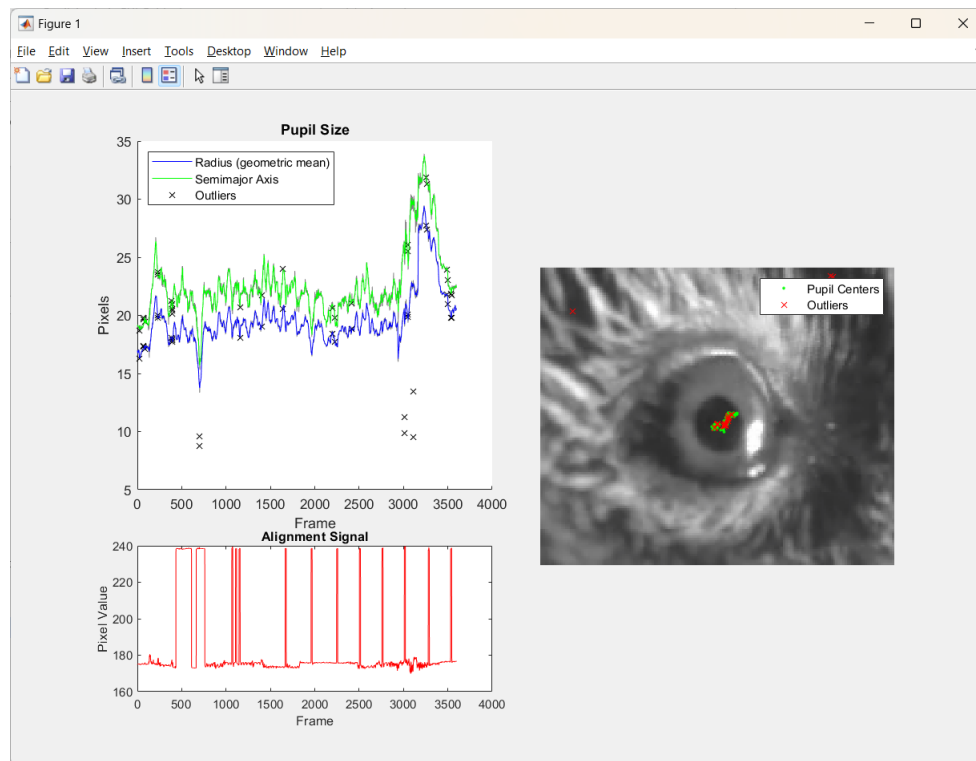 Figure 1
File Edit View Insert Tools Desktop Window Help
Pupil Size
35
30
25
20
15
10
5
Pixels
Radius (geometric mean)
Semimajor Axis
Outliers
0 500 1000 1500 2000 2500 3000 3500 4000
Frame
Alignment Signal
240
220
200
180
160
Pixel Value
0 500 1000 1500 2000 2500 3000 3500 4000
Frame
Pupil Centers
Outliers